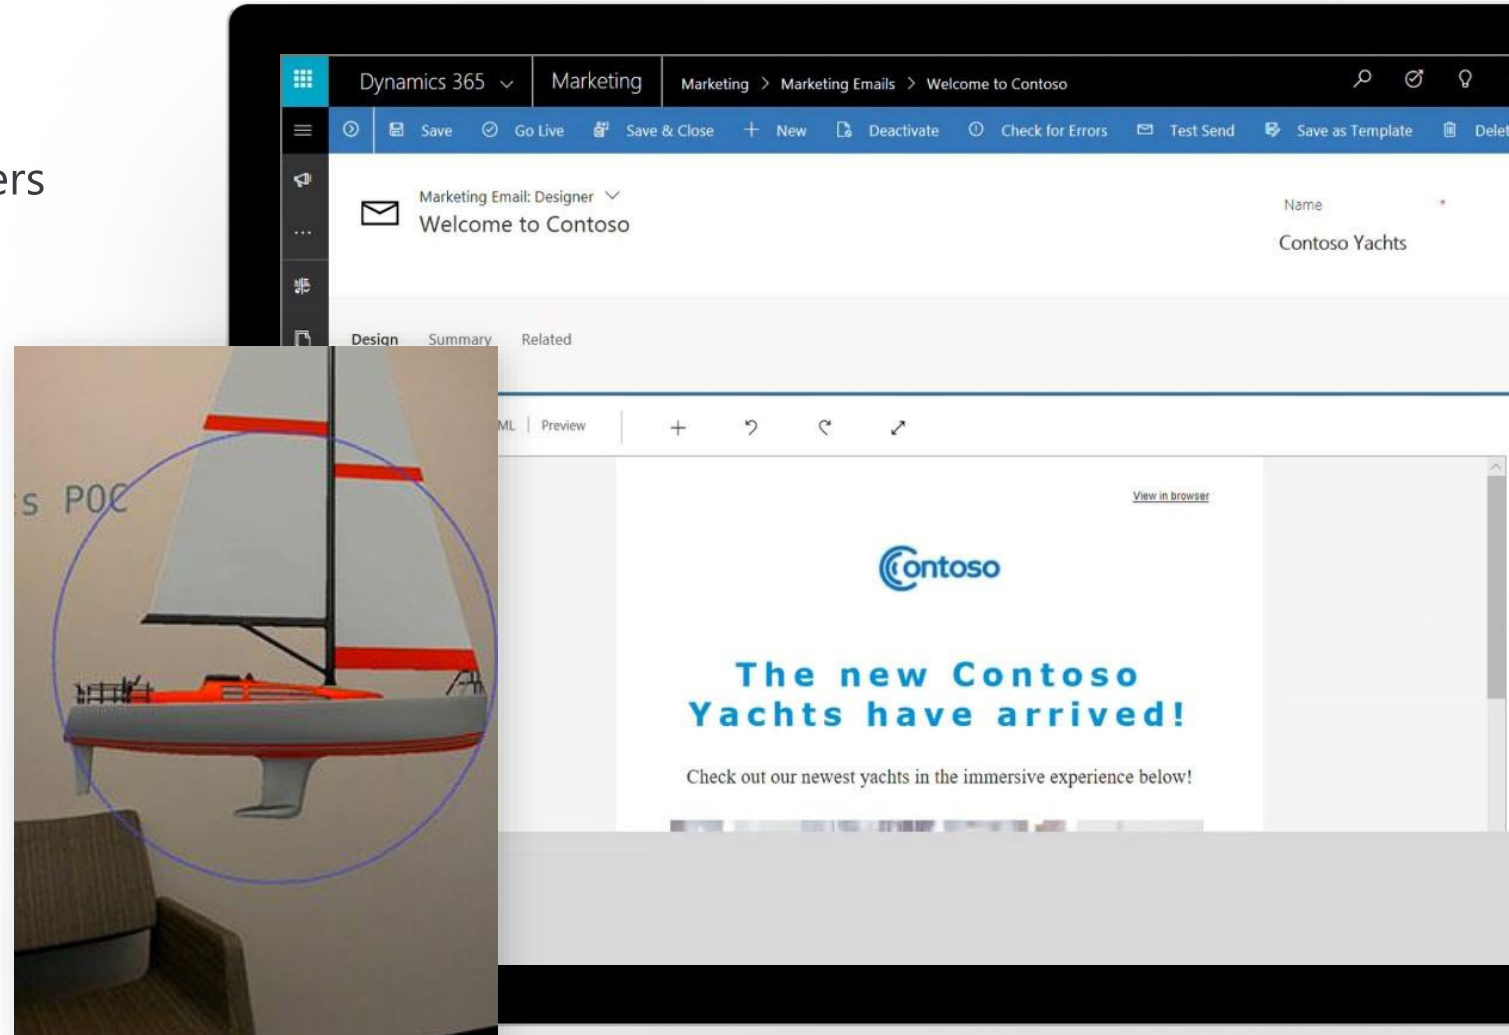 ers
Dynamics 365 Marketing Marketing > Marketing Emails > Welcome to Contoso
Save Go Live Save & Close New Deactivate Check for Errors Test Send Save as Template Delet
Marketing Email: Designer
Welcome to Contoso
Name *
Contoso Yachts
Design Summary Related
ML | Preview
View in browser
Contoso
The new Contoso
Yachts have arrived!
Check out our newest yachts in the immersive experience below!
s POC